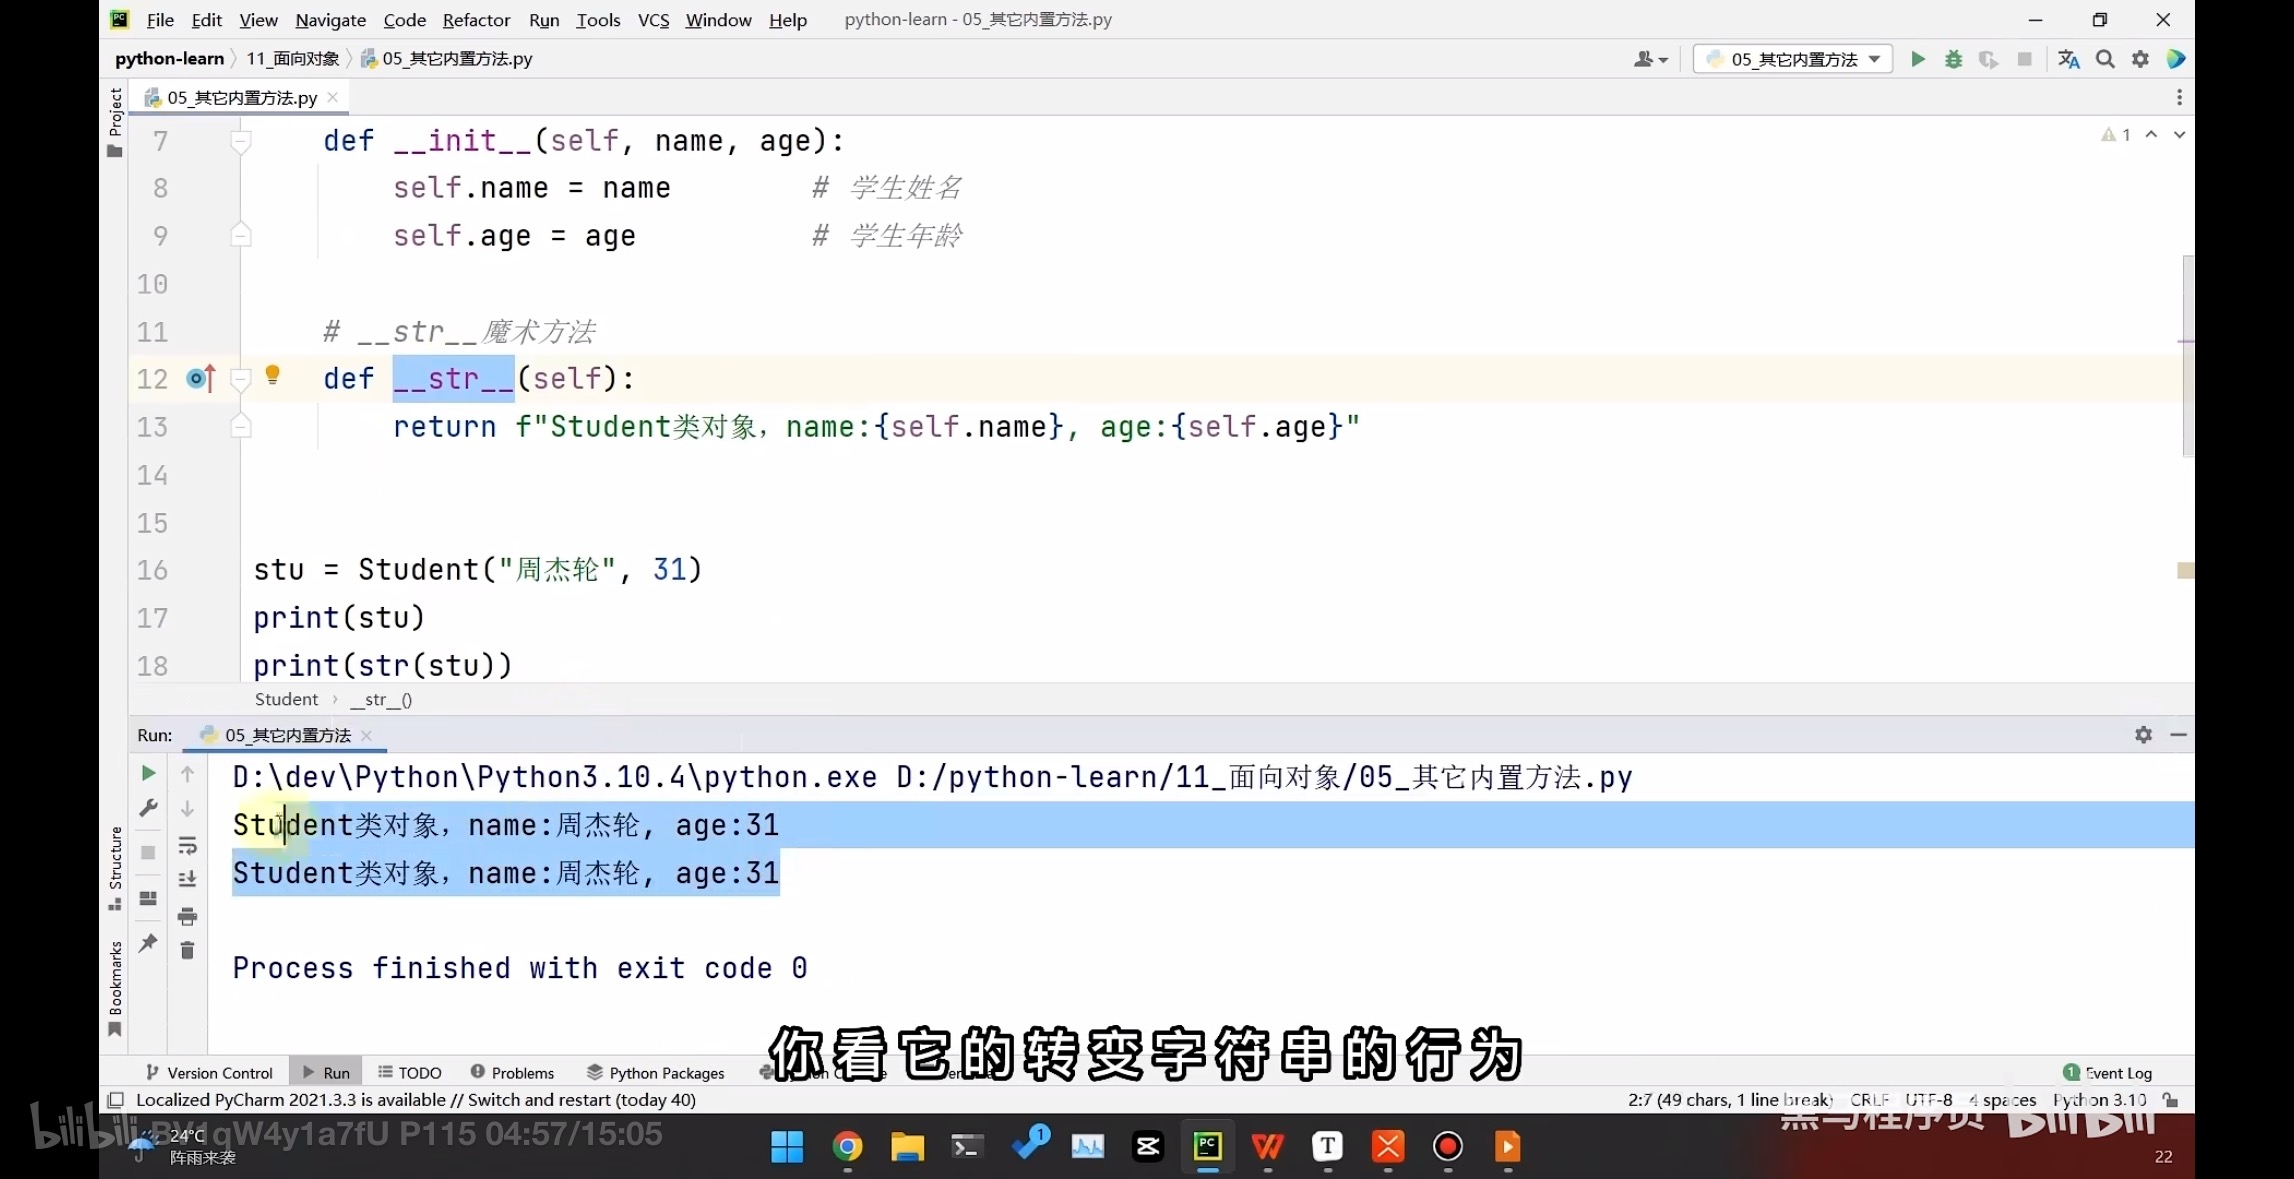 File Edit View Navigate Code Refactor Run Tools VCS Window Help python-learn - 05_其它内置方法.py
python-learn 11_面向对象 05_其它内置方法.py 05_其它内置方法
Project
05_其它内置方法.py
1
7 def __init__(self, name, age):
8 self.name = name # 学生姓名
9 self.age = age # 学生年龄
10
11 # __str__魔术方法
12 def __str__(self):
13 return f"Student类对象，name:{self.name}, age:{self.age}"
14
15
16 stu = Student("周杰轮", 31)
17 print(stu)
18 print(str(stu))
Student › __str__()
Run: 05_其它内置方法
D:\dev\Python\Python3.10.4\python.exe D:/python-learn/11_面向对象/05_其它内置方法.py
Student类对象，name:周杰轮, age:31
Student类对象，name:周杰轮, age:31
Process finished with exit code 0
Structure
Bookmarks
你看它的转变字符串的行为
Version Control Run TODO Problems Python Packages Event Log
Localized PyCharm 2021.3.3 is available // Switch and restart (today 40) 2:7 (49 chars, 1 line break) CRLF UTF-8 4 spaces Python 3.10
黑马程序员 bilibili
bilibili BV1qW4y1a7fU P115 04:57/15:05
24°C
阵雨来袭
22